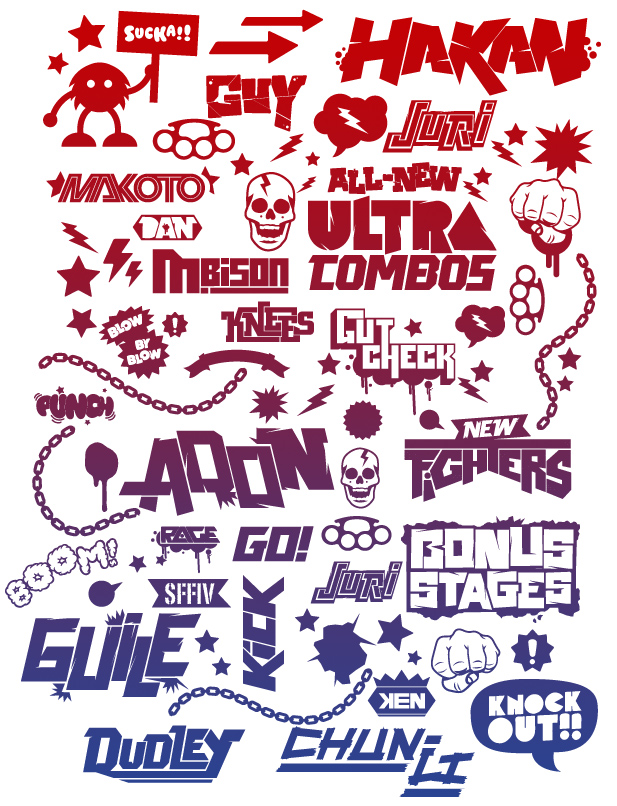 SUCKA!!
HAKAN
GUY
JURI
MAKOTO
ALL-NEW
ULTRA
COMBOS
DAN
M.BISON
KNEES
GUT
CHECK
BLOW
BY
BLOW
!
PUNCH
NEW
FIGHTERS
ADON
RAGE
GO!
BONUS
STAGES
BOOM!
JURI
SFFIV
KICK
GUILE
!
KEN
KNOCK
OUT!!
DUDLEY
CHUN-
LI